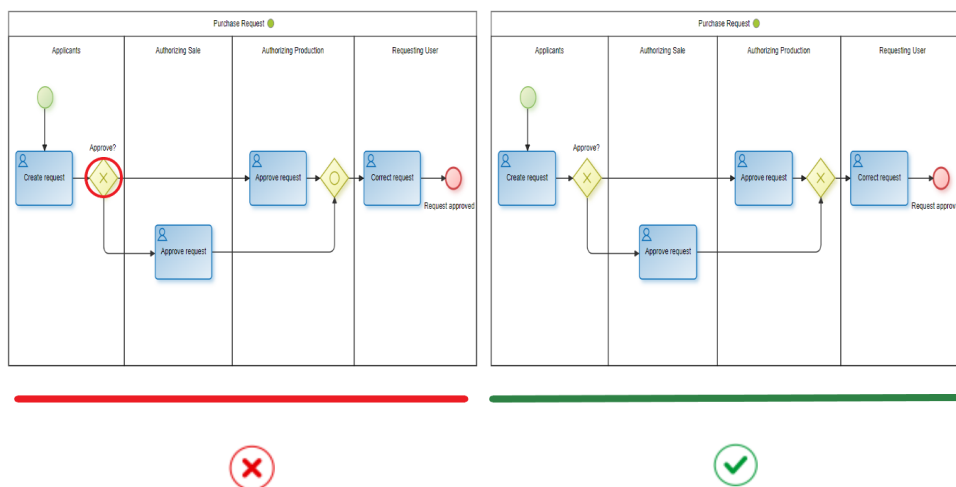 Purchase Request
Applicants
Authorizing Sale
Authorizing Production
Requesting User
Approve?
Create request
Approve request
Correct request
Request approved
Approve request
Purchase Request
Applicants
Authorizing Sale
Authorizing Production
Requesting User
Approve?
Create request
Approve request
Correct request
Request approv
Approve request